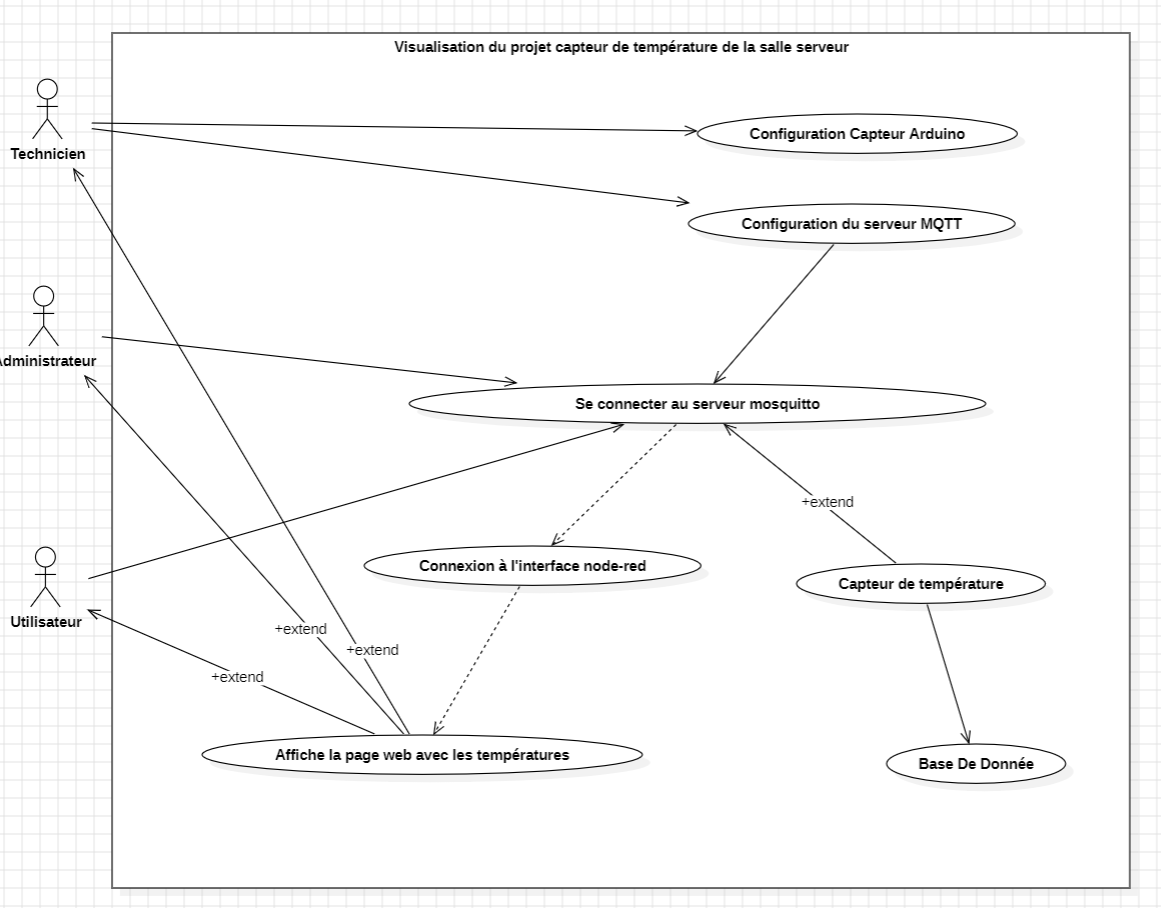 Visualisation du projet capteur de température de la salle serveur
Technicien
Configuration Capteur Arduino
Configuration du serveur MQTT
dministrateur
Se connecter au serveur mosquitto
+extend
Connexion à l'interface node-red
Capteur de température
Utilisateur
+extend
+extend
+extend
Affiche la page web avec les températures
Base De Donnée